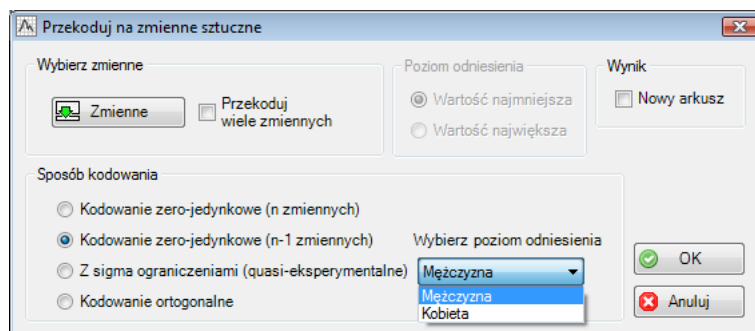 Przekoduj na zmienne sztuczne
Wybierz zmienne
Zmienne
Przekoduj
wiele zmiennych
Poziom odniesienia
Wartość najmniejsza
Wartość największa
Wynik
Nowy arkusz
Sposób kodowania
Kodowanie zero-jedynkowe (n zmiennych)
Kodowanie zero-jedynkowe (n-1 zmiennych)
Z sigma ograniczeniami (quasi-eksperymentalne)
Kodowanie ortogonalne
Wybierz poziom odniesienia
Mężczyzna
Mężczyzna
Kobieta
OK
Anuluj